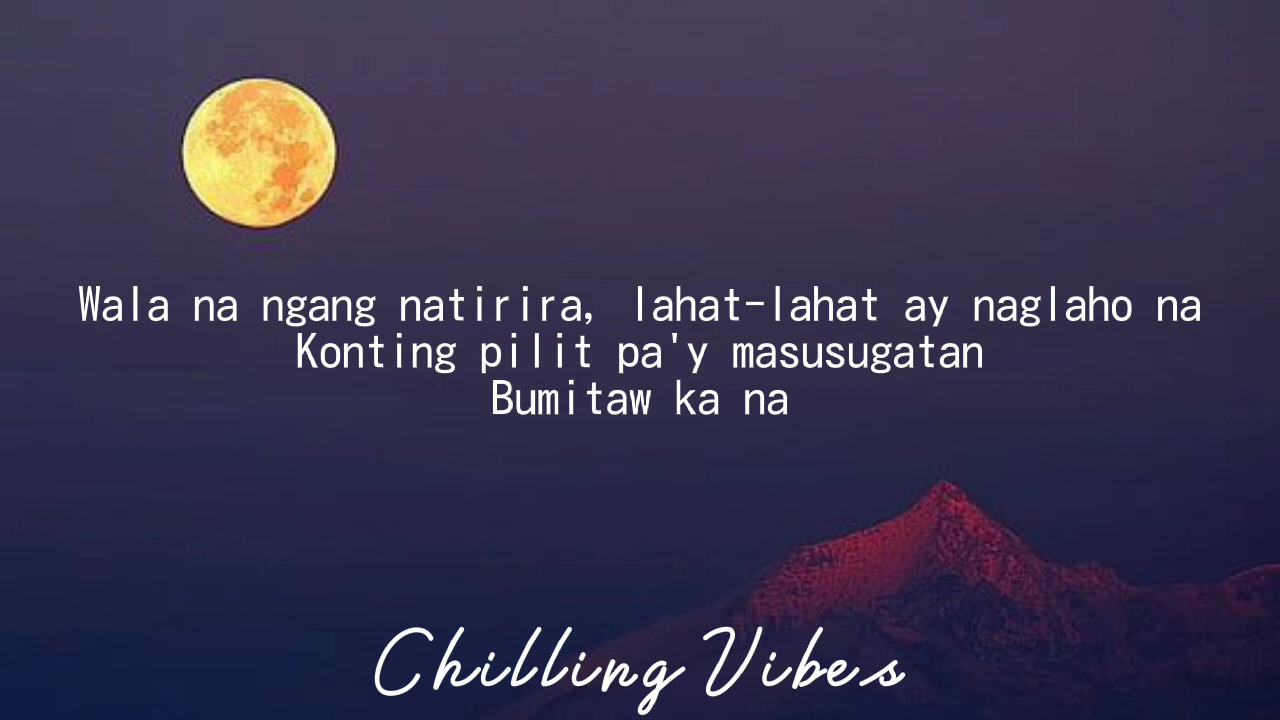 Wala na ngang natirira, lahat-lahat ay naglaho na
Konting pilit pa'y masusugatan
Bumitaw ka na
Chilling Vibes